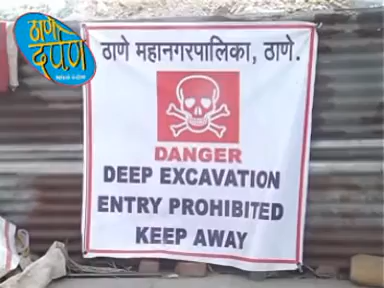 ठाणे
दर्पण
ठाणे महानगरपालिका, ठाणे.
DANGER
DEEP EXCAVATION
ENTRY PROHIBITED
KEEP AWAY